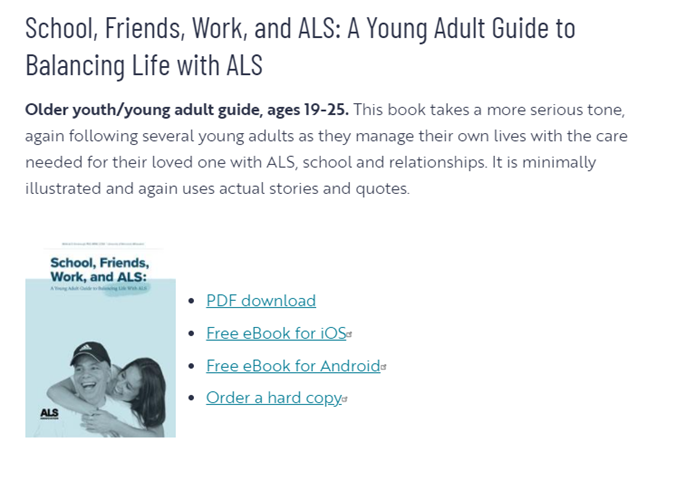 School, Friends, Work, and ALS: A Young Adult Guide to
Balancing Life with ALS
Older youth/young adult guide, ages 19-25. This book takes a more serious tone,
again following several young adults as they manage their own lives with the care
needed for their loved one with ALS, school and relationships. It is minimally
illustrated and again uses actual stories and quotes.
School, Friends,
Work, and ALS:
A Young Adult Guide to Balancing Life With ALS
ALS
PDF download
Free eBook for iOS
Free eBook for Android
Order a hard copy